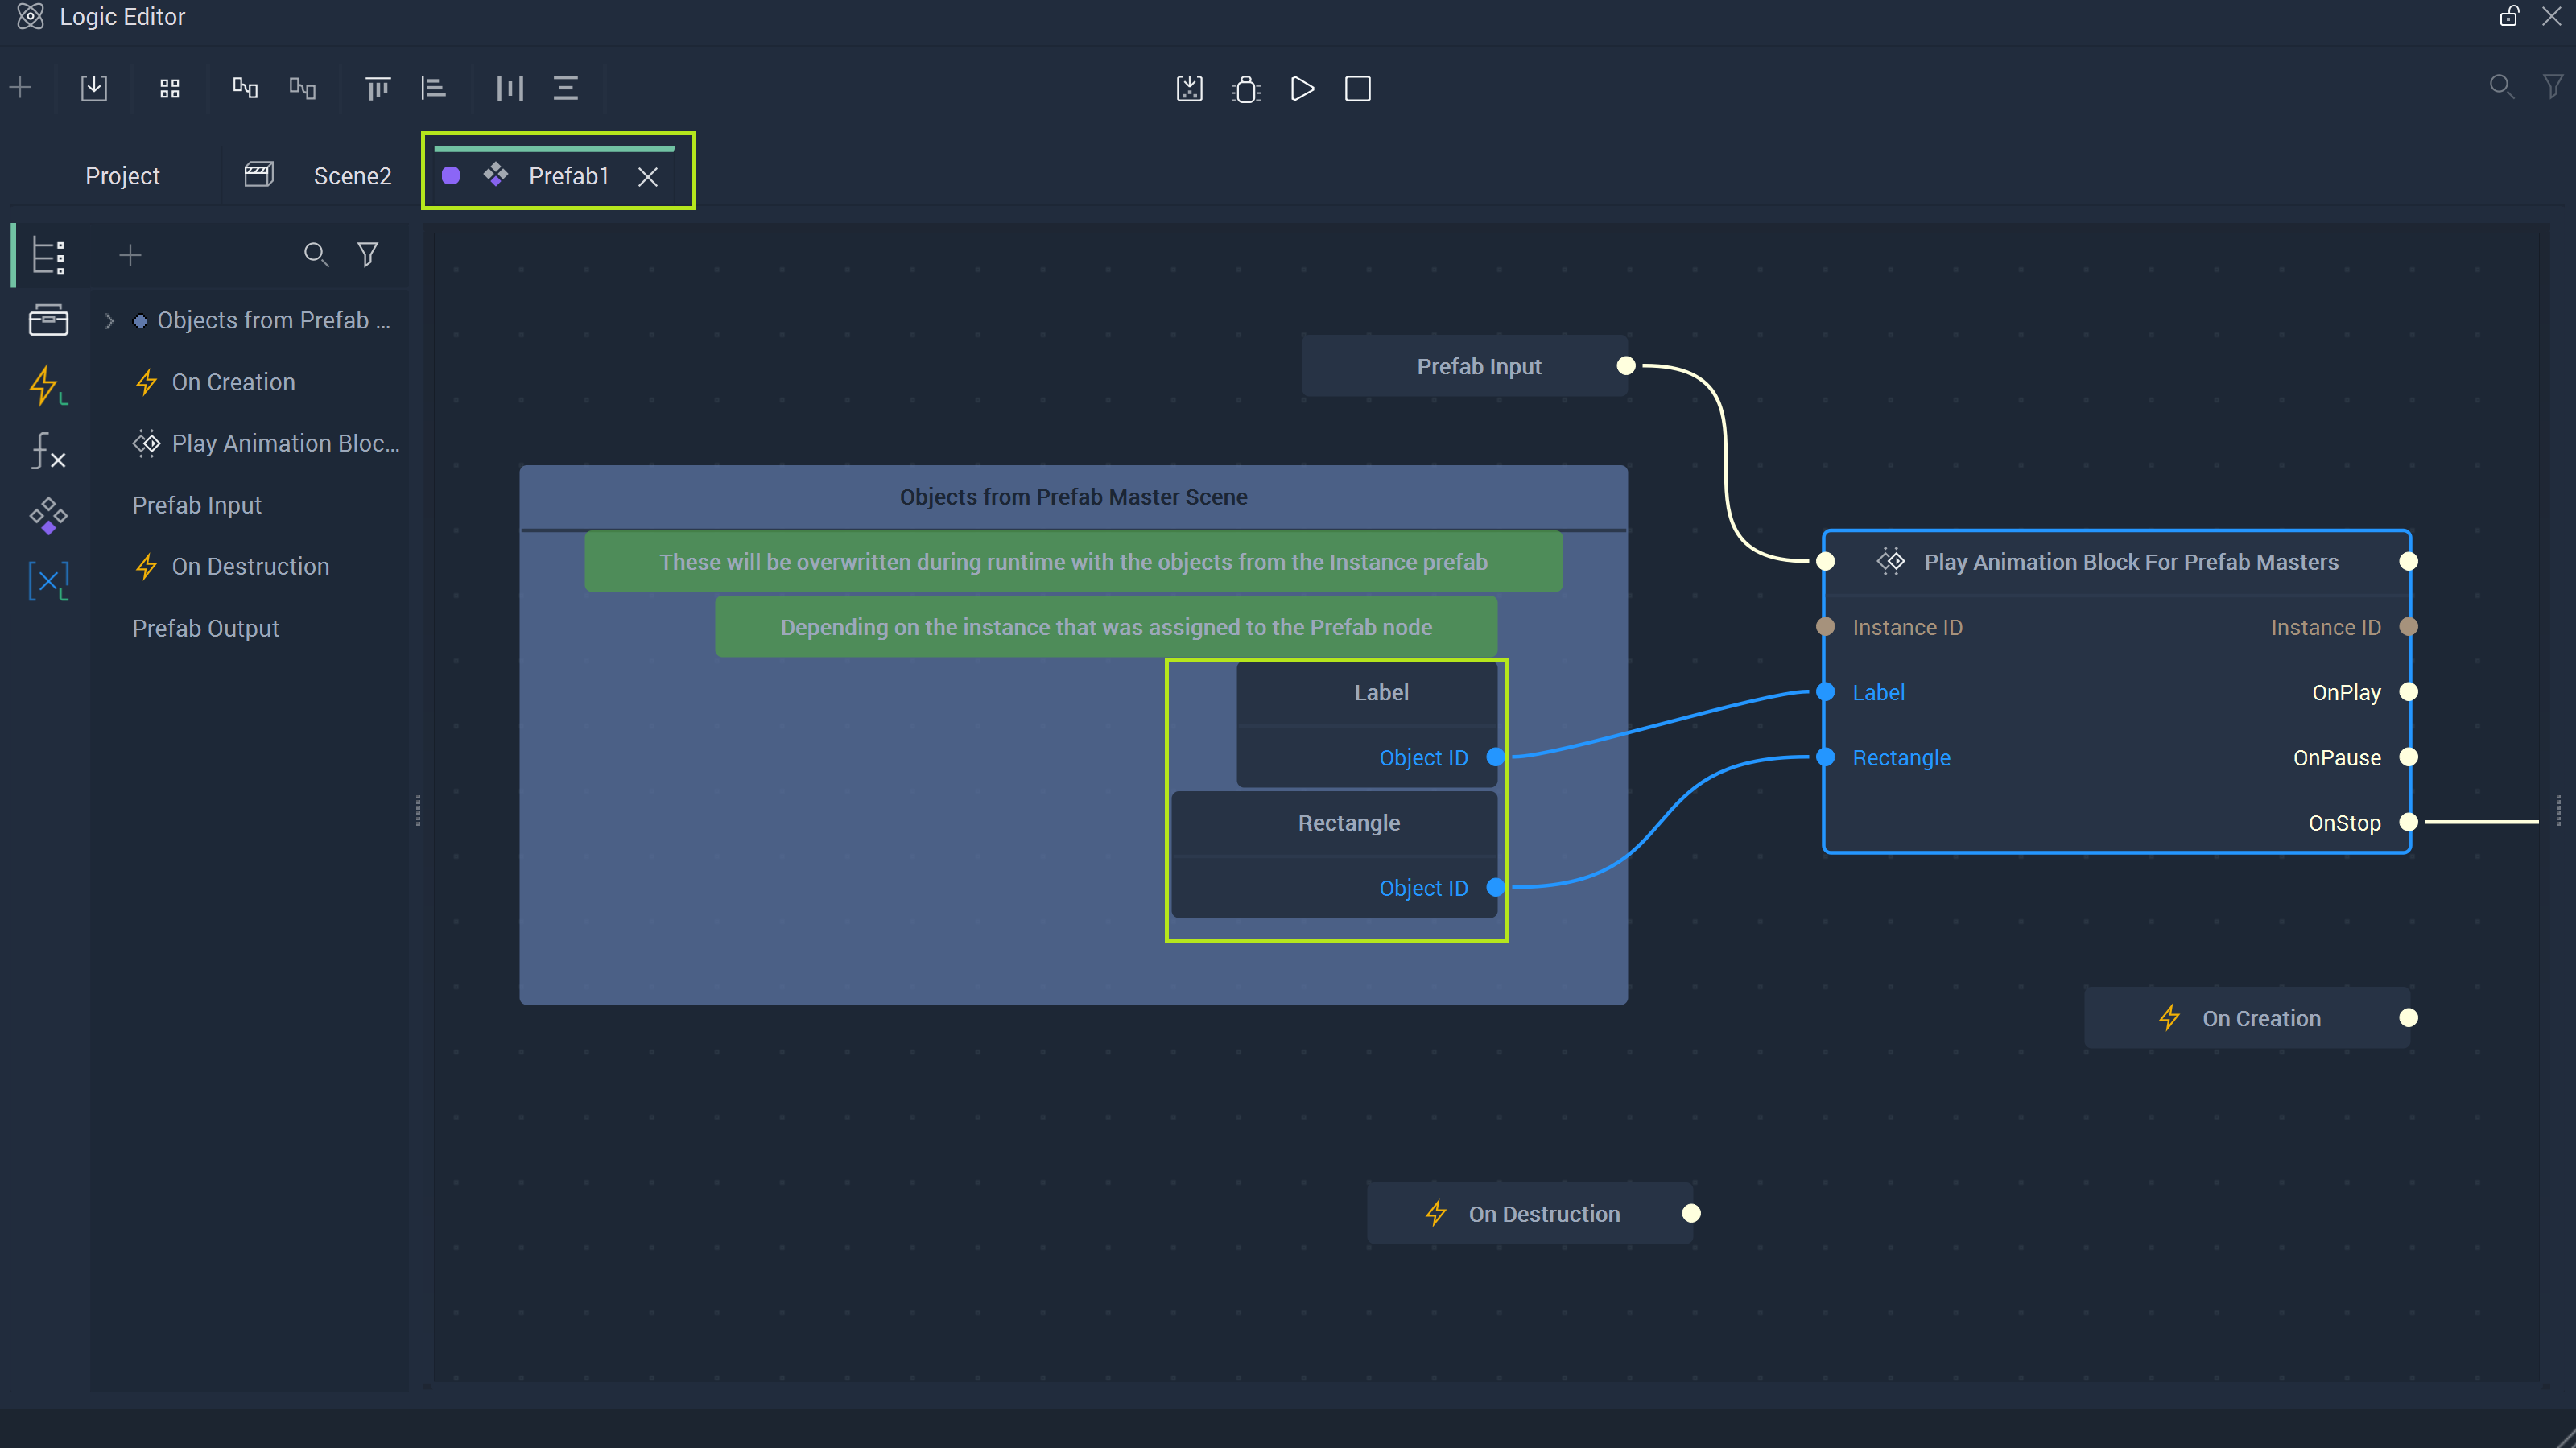 Logic Editor
Project
Scene2
Prefab1
Objects from Prefab ...
On Creation
Play Animation Bloc...
Prefab Input
On Destruction
Prefab Output
Prefab Input
Objects from Prefab Master Scene
These will be overwritten during runtime with the objects from the Instance prefab
Depending on the instance that was assigned to the Prefab node
Label
Object ID
Rectangle
Object ID
Play Animation Block For Prefab Masters
Instance ID
Instance ID
Label
OnPlay
Rectangle
OnPause
OnStop
On Creation
On Destruction